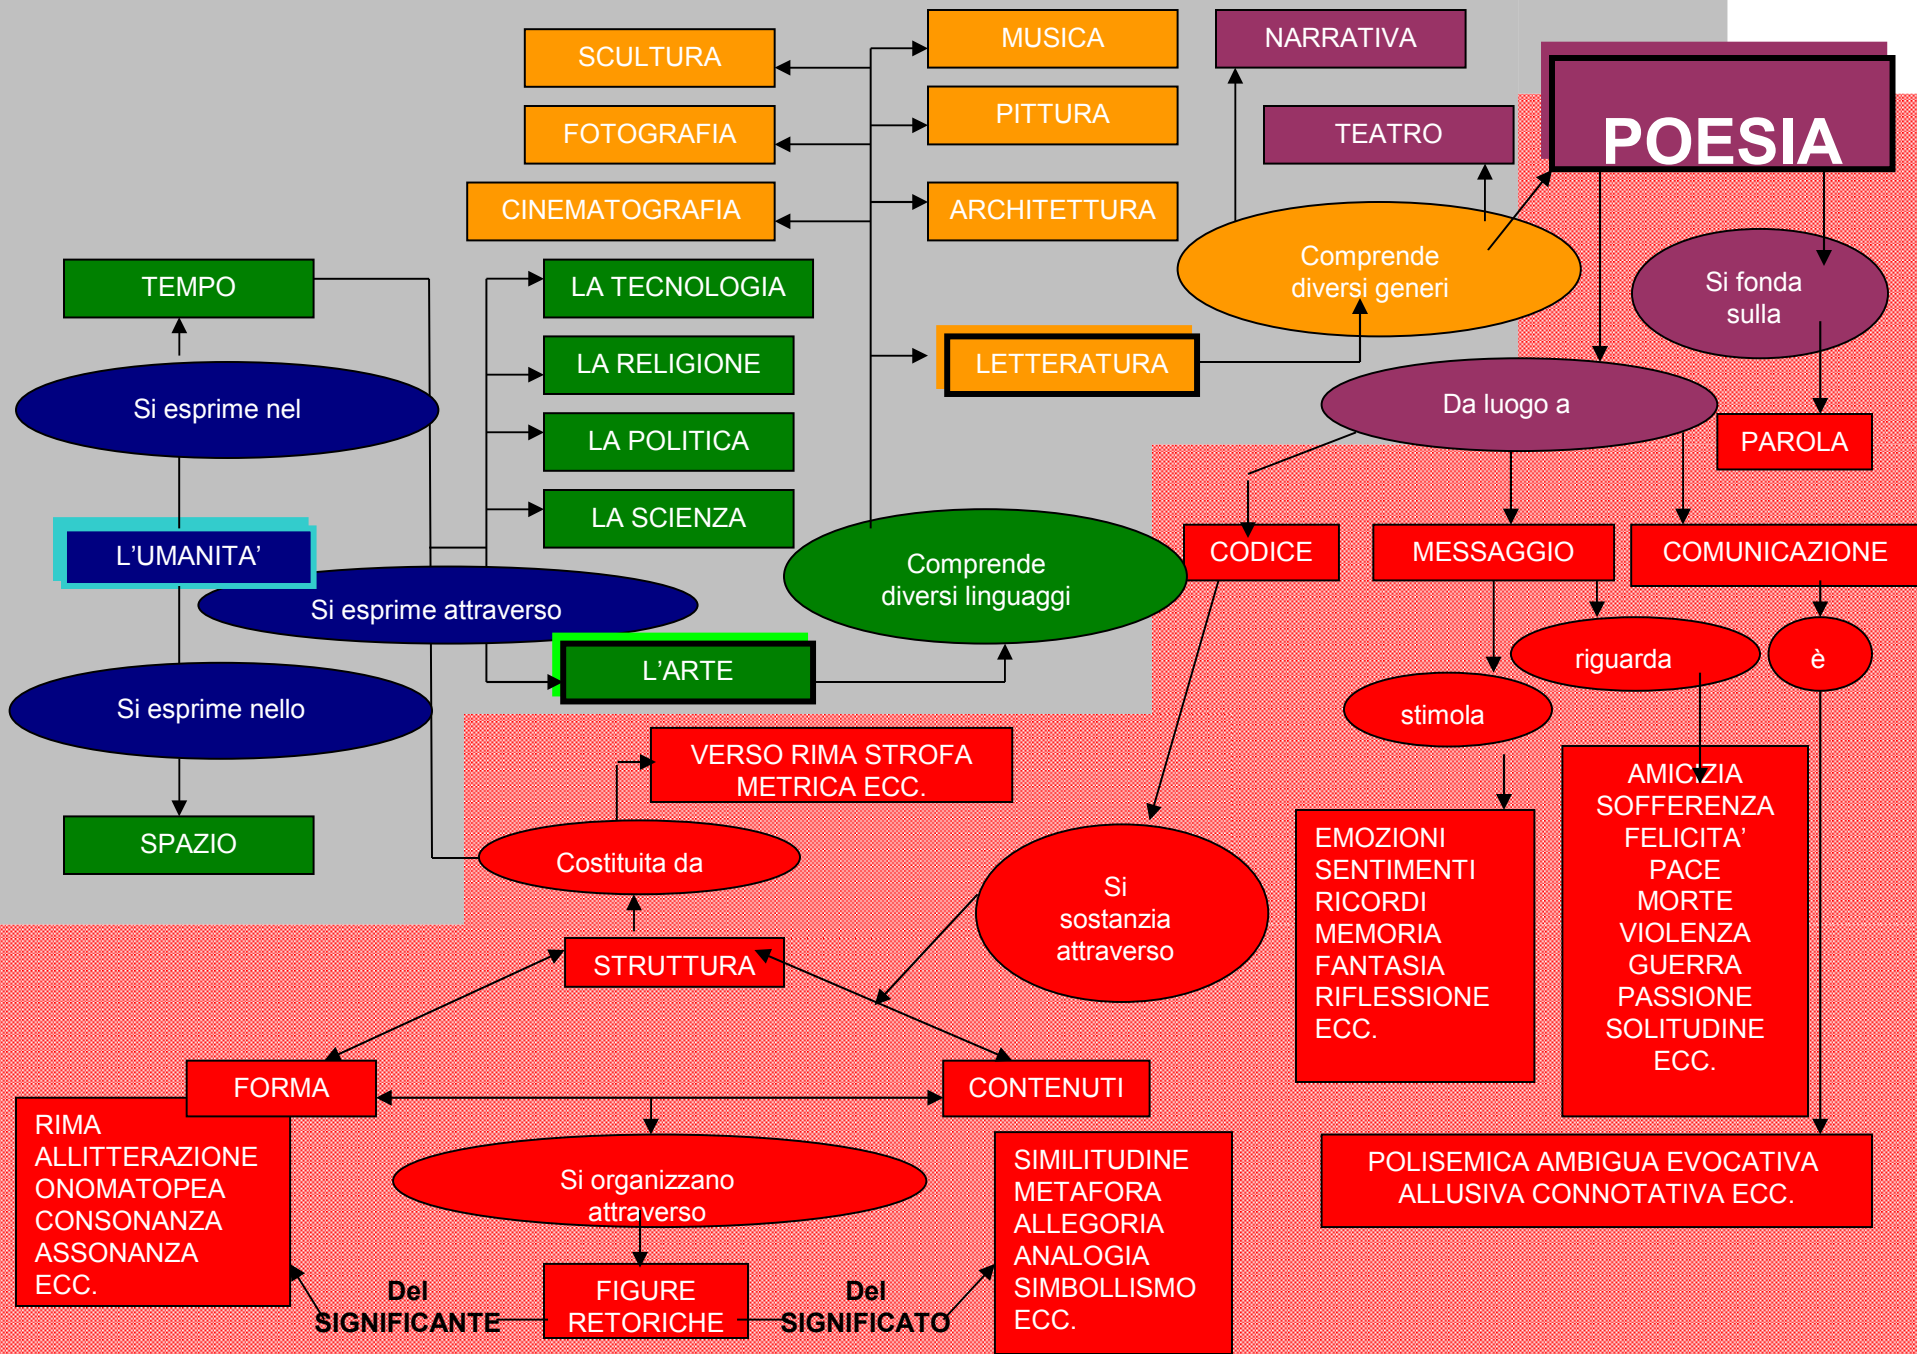 SCULTURA
MUSICA
NARRATIVA
FOTOGRAFIA
PITTURA
TEATRO
POESIA
CINEMATOGRAFIA
ARCHITETTURA
Comprende
diversi generi
Si fonda
sulla
TEMPO
LA TECNOLOGIA
LA RELIGIONE
LETTERATURA
Si esprime nel
Da luogo a
LA POLITICA
PAROLA
LA SCIENZA
L'UMANITA'
Comprende
diversi linguaggi
CODICE
MESSAGGIO
COMUNICAZIONE
Si esprime attraverso
L'ARTE
riguarda
è
Si esprime nello
stimola
VERSO RIMA STROFA
METRICA ECC.
SPAZIO
Costituita da
Si
sostanzia
attraverso
EMOZIONI
SENTIMENTI
RICORDI
MEMORIA
FANTASIA
RIFLESSIONE
ECC.
AMICIZIA
SOFFERENZA
FELICITA'
PACE
MORTE
VIOLENZA
GUERRA
PASSIONE
SOLITUDINE
ECC.
STRUTTURA
FORMA
CONTENUTI
RIMA
ALLITTERAZIONE
ONOMATOPEA
CONSONANZA
ASSONANZA
ECC.
Si organizzano
attraverso
SIMILITUDINE
METAFORA
ALLEGORIA
ANALOGIA
SIMBOLLISMO
ECC.
POLISEMICA AMBIGUA EVOCATIVA
ALLUSIVA CONNOTATIVA ECC.
Del
SIGNIFICANTE
FIGURE
RETORICHE
Del
SIGNIFICATO